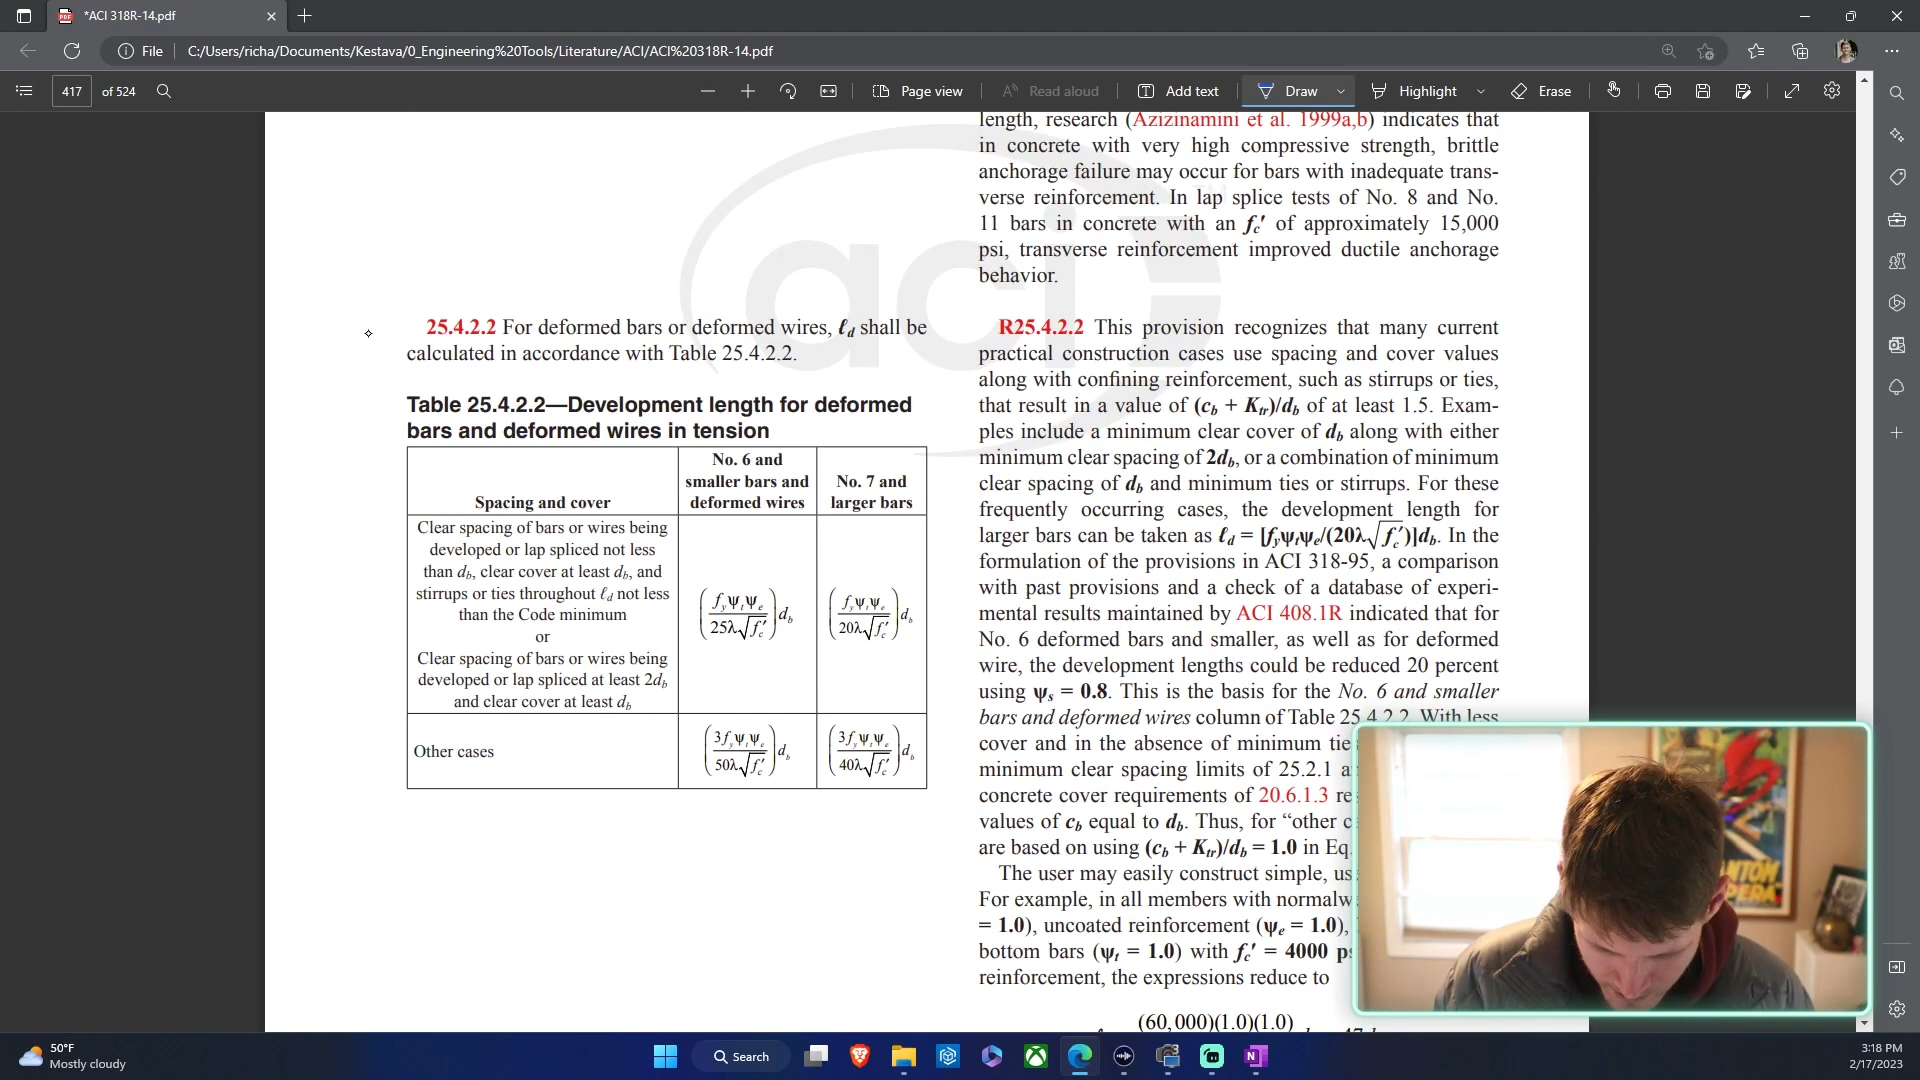 *ACI 318R-14.pdf
File
C:/Users/richa/Documents/Kestava/0_Engineering%20Tools/Literature/ACI/ACI%20318R-14.pdf
417 of 524
Page view
Read aloud
Add text
Draw
Highlight
Erase
length, research (Azizinamini et al. 1999a,b) indicates that
in concrete with very high compressive strength, brittle
anchorage failure may occur for bars with inadequate trans-
verse reinforcement. In lap splice tests of No. 8 and No.
11 bars in concrete with an fc′ of approximately 15,000
psi, transverse reinforcement improved ductile anchorage
behavior.
aci
TM
25.4.2.2 For deformed bars or deformed wires, ℓd shall be
calculated in accordance with Table 25.4.2.2.
Table 25.4.2.2—Development length for deformed
bars and deformed wires in tension
Spacing and cover
No. 6 and
smaller bars and
deformed wires
No. 7 and
larger bars
Clear spacing of bars or wires being
developed or lap spliced not less
than db, clear cover at least db, and
stirrups or ties throughout ℓd not less
than the Code minimum
or
Clear spacing of bars or wires being
developed or lap spliced at least 2db
and clear cover at least db
(fyψtψe / 25λ√fc′) db
(fyψtψe / 20λ√fc′) db
Other cases
(3fyψtψe / 50λ√fc′) db
(3fyψtψe / 40λ√fc′) db
R25.4.2.2 This provision recognizes that many current
practical construction cases use spacing and cover values
along with confining reinforcement, such as stirrups or ties,
that result in a value of (cb + Ktr)/db of at least 1.5. Exam-
ples include a minimum clear cover of db along with either
minimum clear spacing of 2db, or a combination of minimum
clear spacing of db and minimum ties or stirrups. For these
frequently occurring cases, the development length for
larger bars can be taken as ℓd = [fyψtψe/(20λ√fc′)]db. In the
formulation of the provisions in ACI 318-95, a comparison
with past provisions and a check of a database of experi-
mental results maintained by ACI 408.1R indicated that for
No. 6 deformed bars and smaller, as well as for deformed
wire, the development lengths could be reduced 20 percent
using ψs = 0.8. This is the basis for the No. 6 and smaller
bars and deformed wires column of Table 25.4.2.2. With less
cover and in the absence of minimum tie
minimum clear spacing limits of 25.2.1 a
concrete cover requirements of 20.6.1.3 re
values of cb equal to db. Thus, for “other c
are based on using (cb + Ktr)/db = 1.0 in Eq.
The user may easily construct simple, us
For example, in all members with normalw
= 1.0), uncoated reinforcement (ψe = 1.0),
bottom bars (ψt = 1.0) with fc′ = 4000 ps
reinforcement, the expressions reduce to
(60,000)(1.0)(1.0)
50°F
Mostly cloudy
Search
3:18 PM
2/17/2023